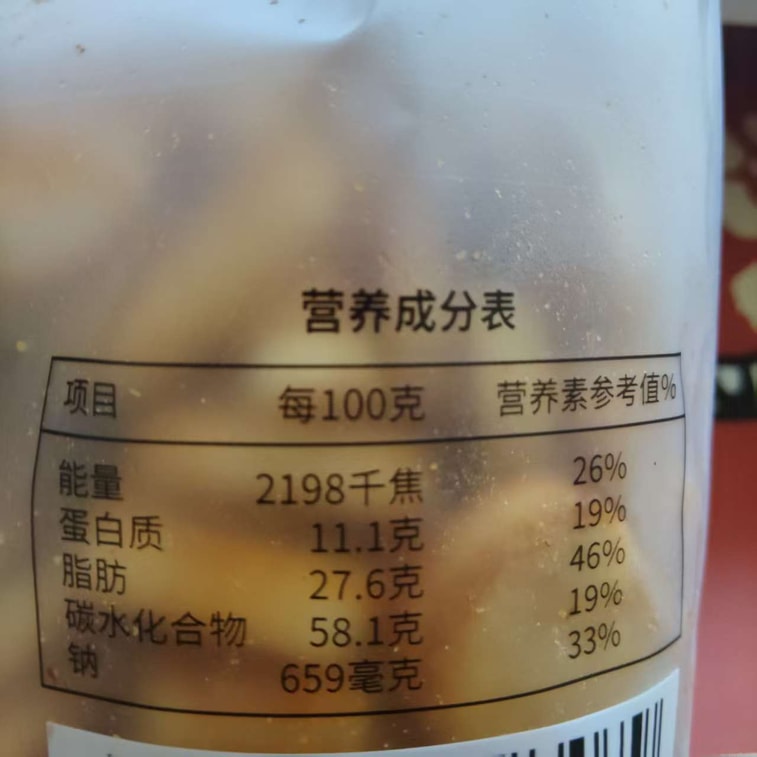 营养成分表
项目 每100克 营养素参考值%
能量 2198千焦 26%
蛋白质 11.1克 19%
脂肪 27.6克 46%
碳水化合物 58.1克 19%
钠 659毫克 33%